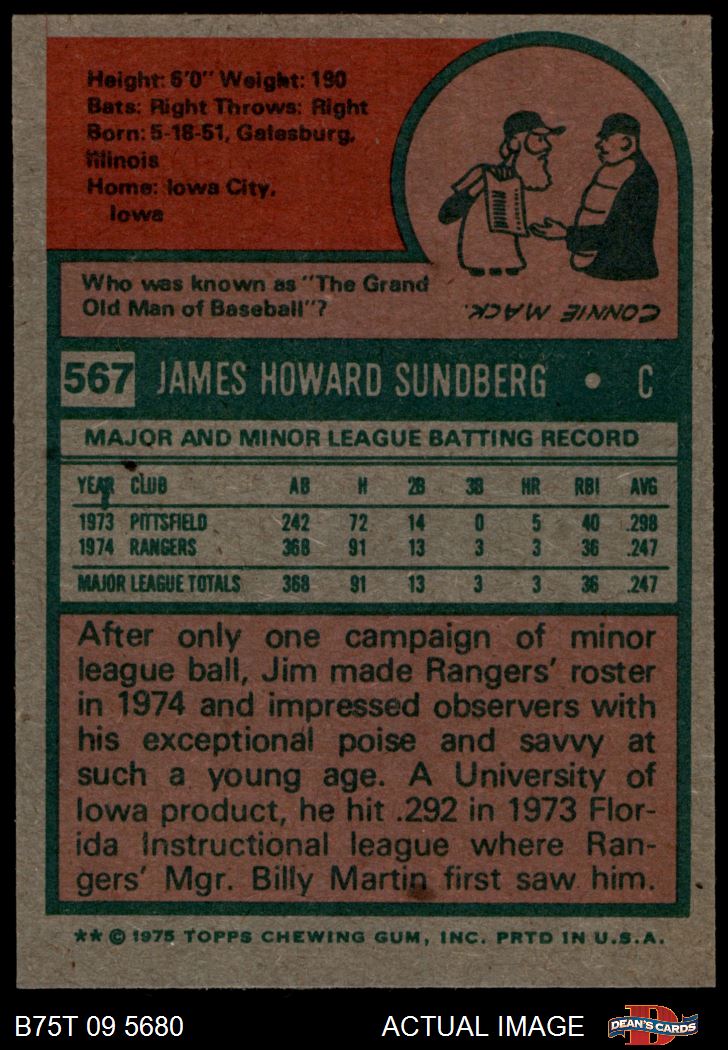 Height: 6'0" Weight: 190
Bats: Right Throws: Right
Born: 5-18-51, Galesburg,
Illinois
Home: Iowa City,
Iowa
Who was known as "The Grand
Old Man of Baseball"?
CONNIE MACK.
567 JAMES HOWARD SUNDBERG • C
MAJOR AND MINOR LEAGUE BATTING RECORD
YEAR CLUB AB H 2B 3B HR RBI AVG
1973 PITTSFIELD 242 72 14 0 5 40 .298
1974 RANGERS 368 91 13 3 3 36 .247
MAJOR LEAGUE TOTALS 368 91 13 3 3 36 .247
After only one campaign of minor
league ball, Jim made Rangers' roster
in 1974 and impressed observers with
his exceptional poise and savvy at
such a young age. A University of
Iowa product, he hit .292 in 1973 Flor-
ida Instructional league where Ran-
gers' Mgr. Billy Martin first saw him.
** © 1975 TOPPS CHEWING GUM, INC. PRTD IN U.S.A.
B75T 09 5680 ACTUAL IMAGE D DEAN'S CARDS